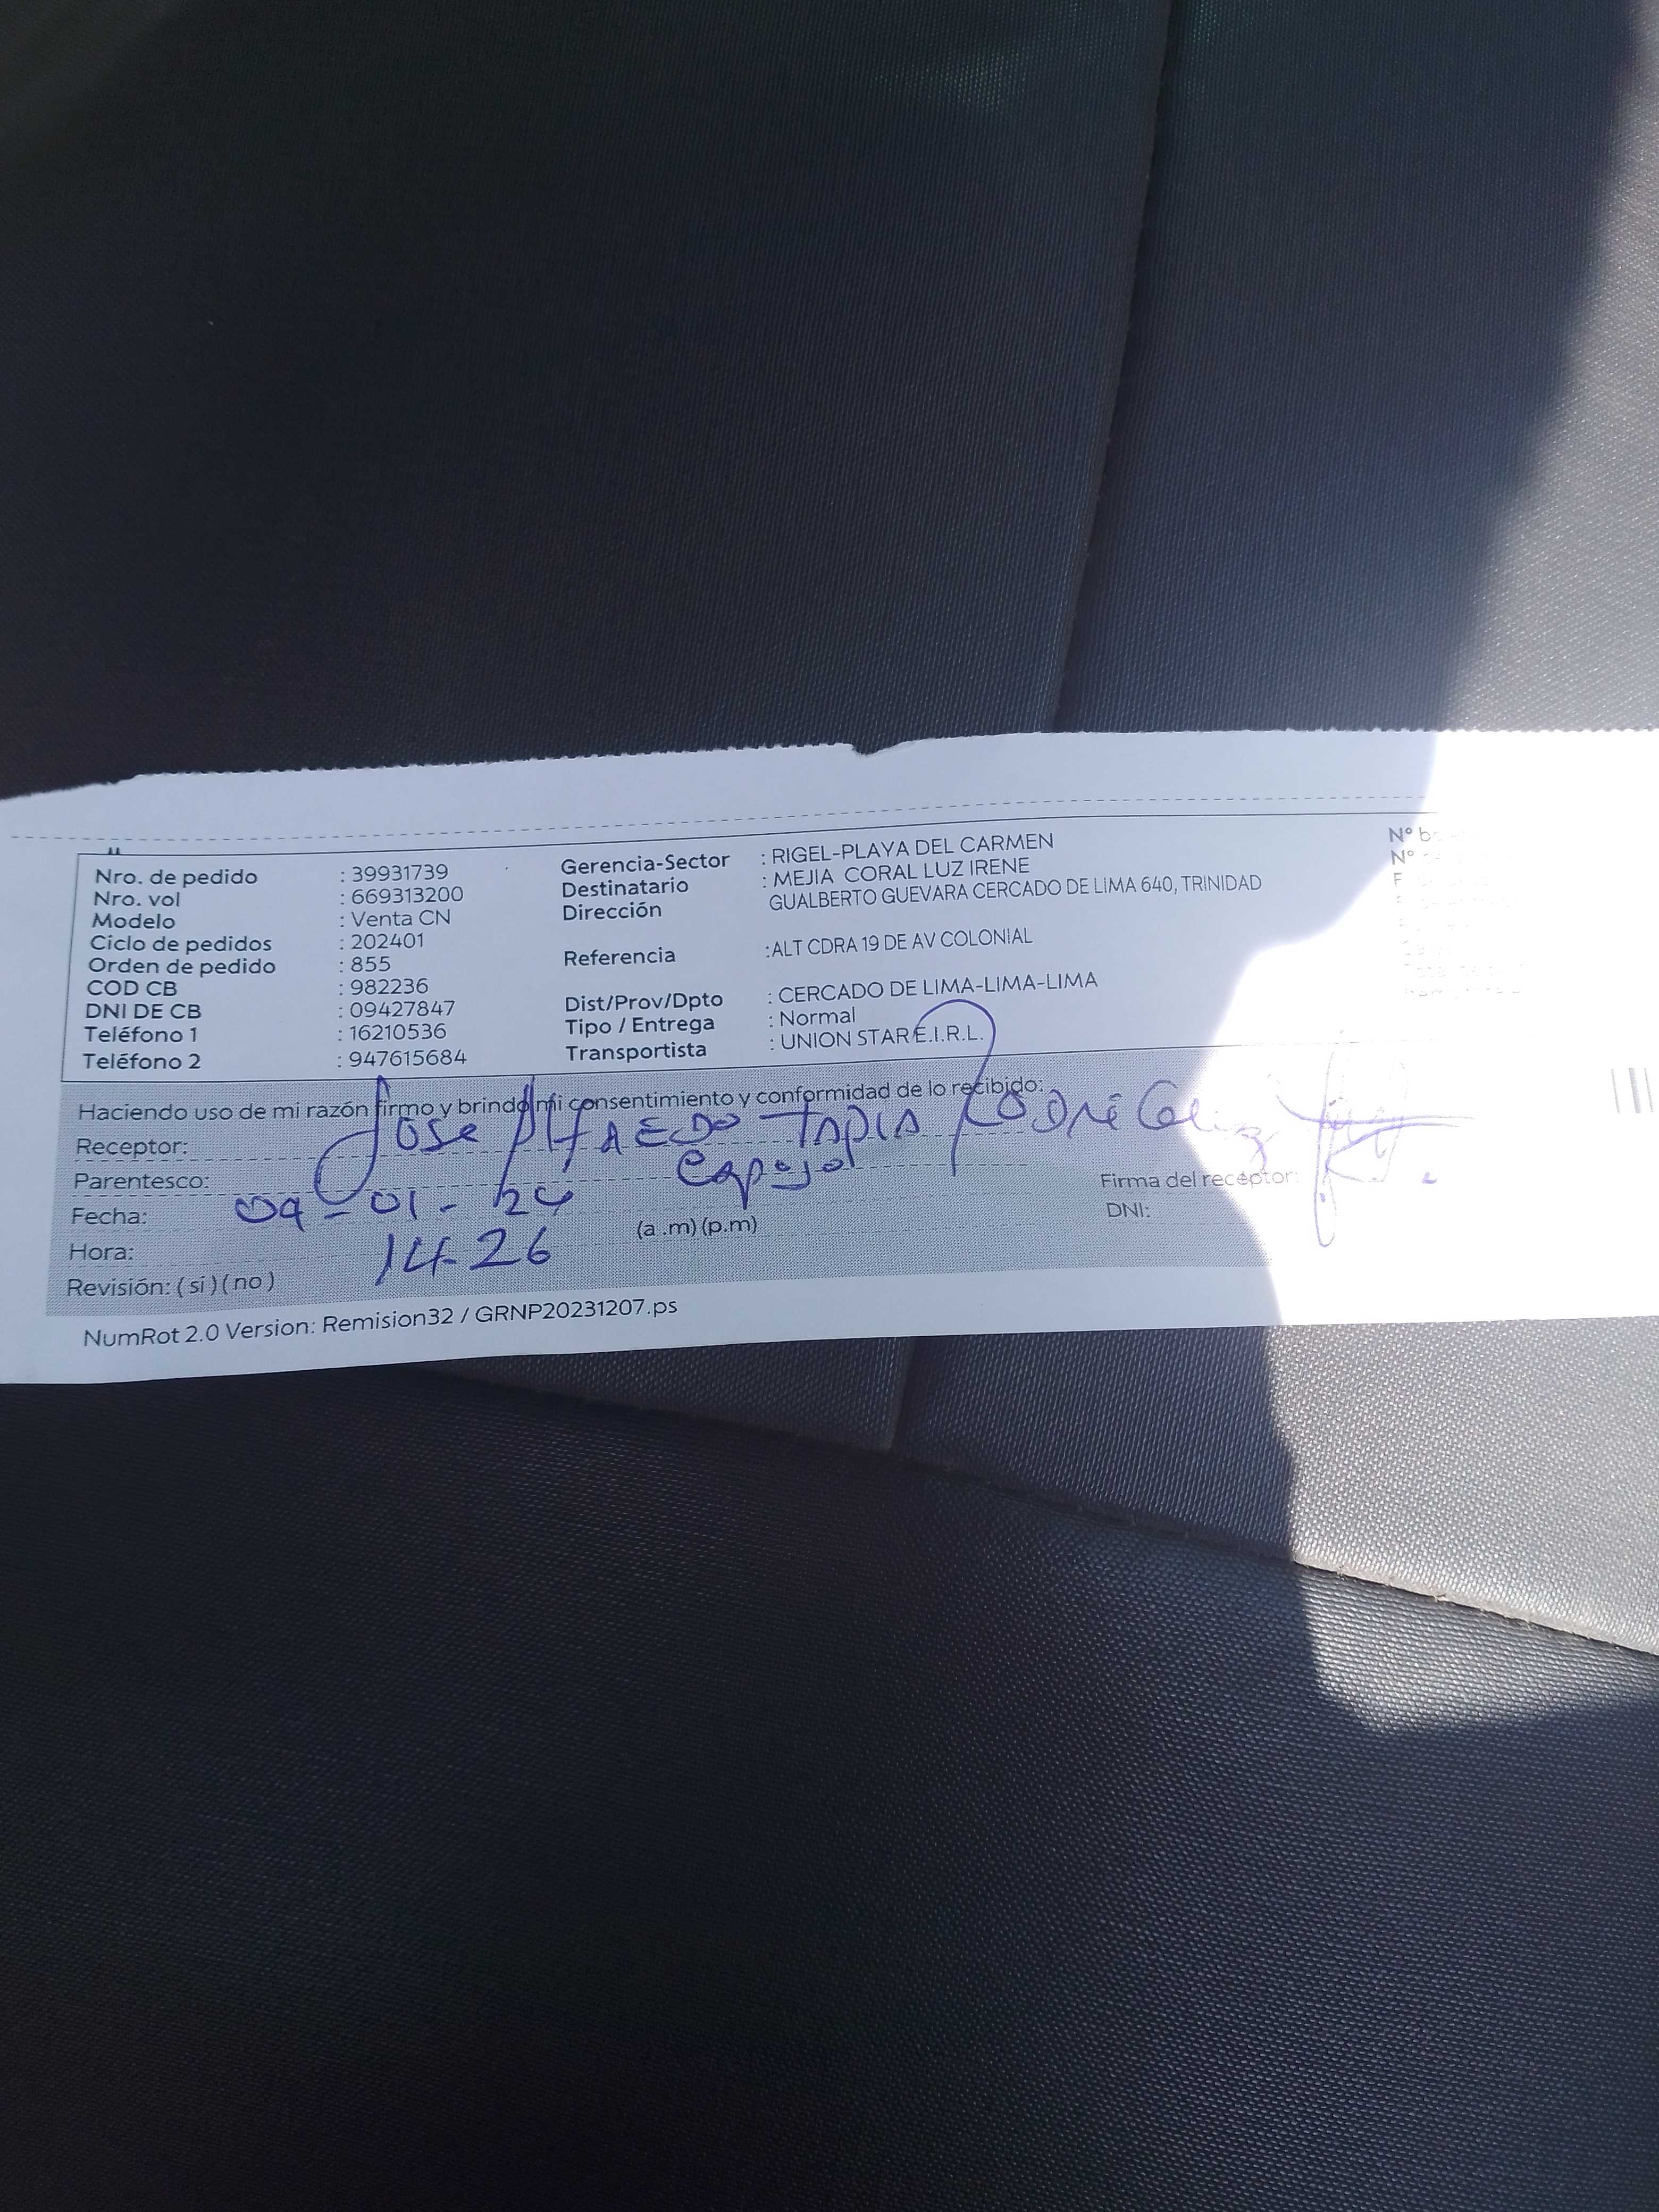 Nro. de pedido : 39931739
Nro. vol : 669313200
Modelo : Venta CN
Ciclo de pedidos : 202401
Orden de pedido : 855
COD CB : 982236
DNI DE CB : 09427847
Teléfono 1 : 16210536
Teléfono 2 : 947615684
Gerencia-Sector : RIGEL-PLAYA DEL CARMEN
Destinatario : MEJIA CORAL LUZ IRENE
Dirección GUALBERTO GUEVARA CERCADO DE LIMA 640, TRINIDAD
Referencia :ALT CDRA 19 DE AV COLONIAL
Dist/Prov/Dpto : CERCADO DE LIMA-LIMA-LIMA
Tipo / Entrega : Normal
Transportista : UNION STAR E.I.R.L.
N° b
N°
Haciendo uso de mi razón firmo y brindo mi consentimiento y conformidad de lo recibido:
Receptor: Jose Alfredo TAPIA Rodriguez
Parentesco: Esposo
Fecha: 09-01-24
Hora: 14-26 (a .m) (p.m)
Revisión: ( si ) ( no )
Firma del receptor:
DNI:
NumRot 2.0 Version: Remision32 / GRNP20231207.ps